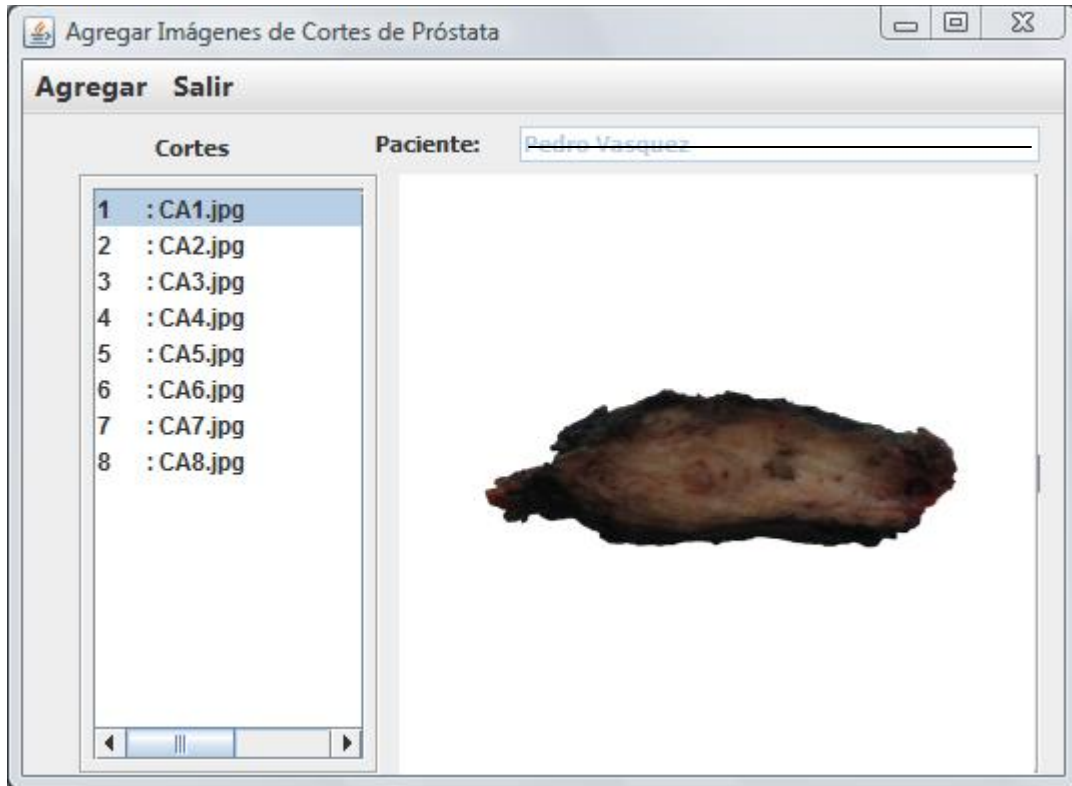 Agregar Imágenes de Cortes de Próstata
Agregar Salir
Cortes
Paciente: Pedro Vasquez
1 : CA1.jpg
2 : CA2.jpg
3 : CA3.jpg
4 : CA4.jpg
5 : CA5.jpg
6 : CA6.jpg
7 : CA7.jpg
8 : CA8.jpg